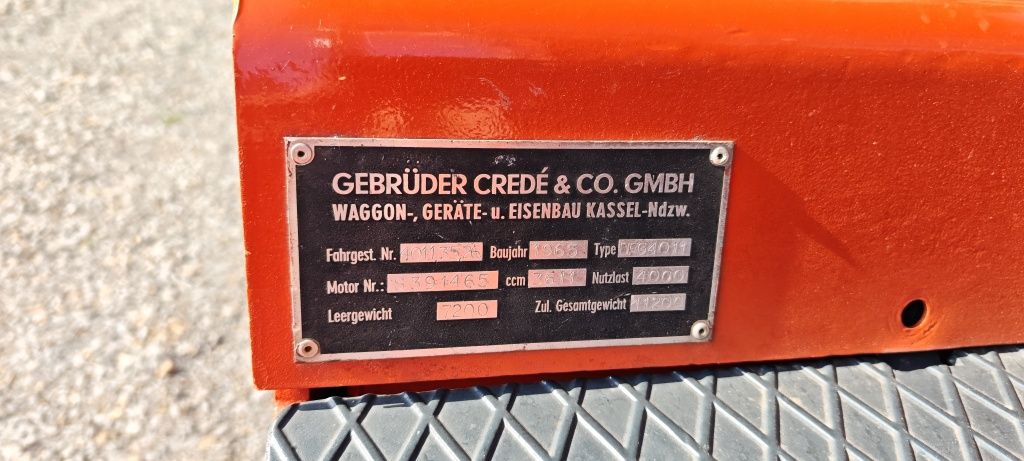 GEBRÜDER CREDÉ & CO. GMBH
WAGGON-, GERÄTE- u. EISENBAU KASSEL-Ndzw.
Fahrgest. Nr. Baujahr 1965 Type
Motor Nr.: ccm Nutzlast 4000
Leergewicht 7200 Zul. Gesamtgewicht